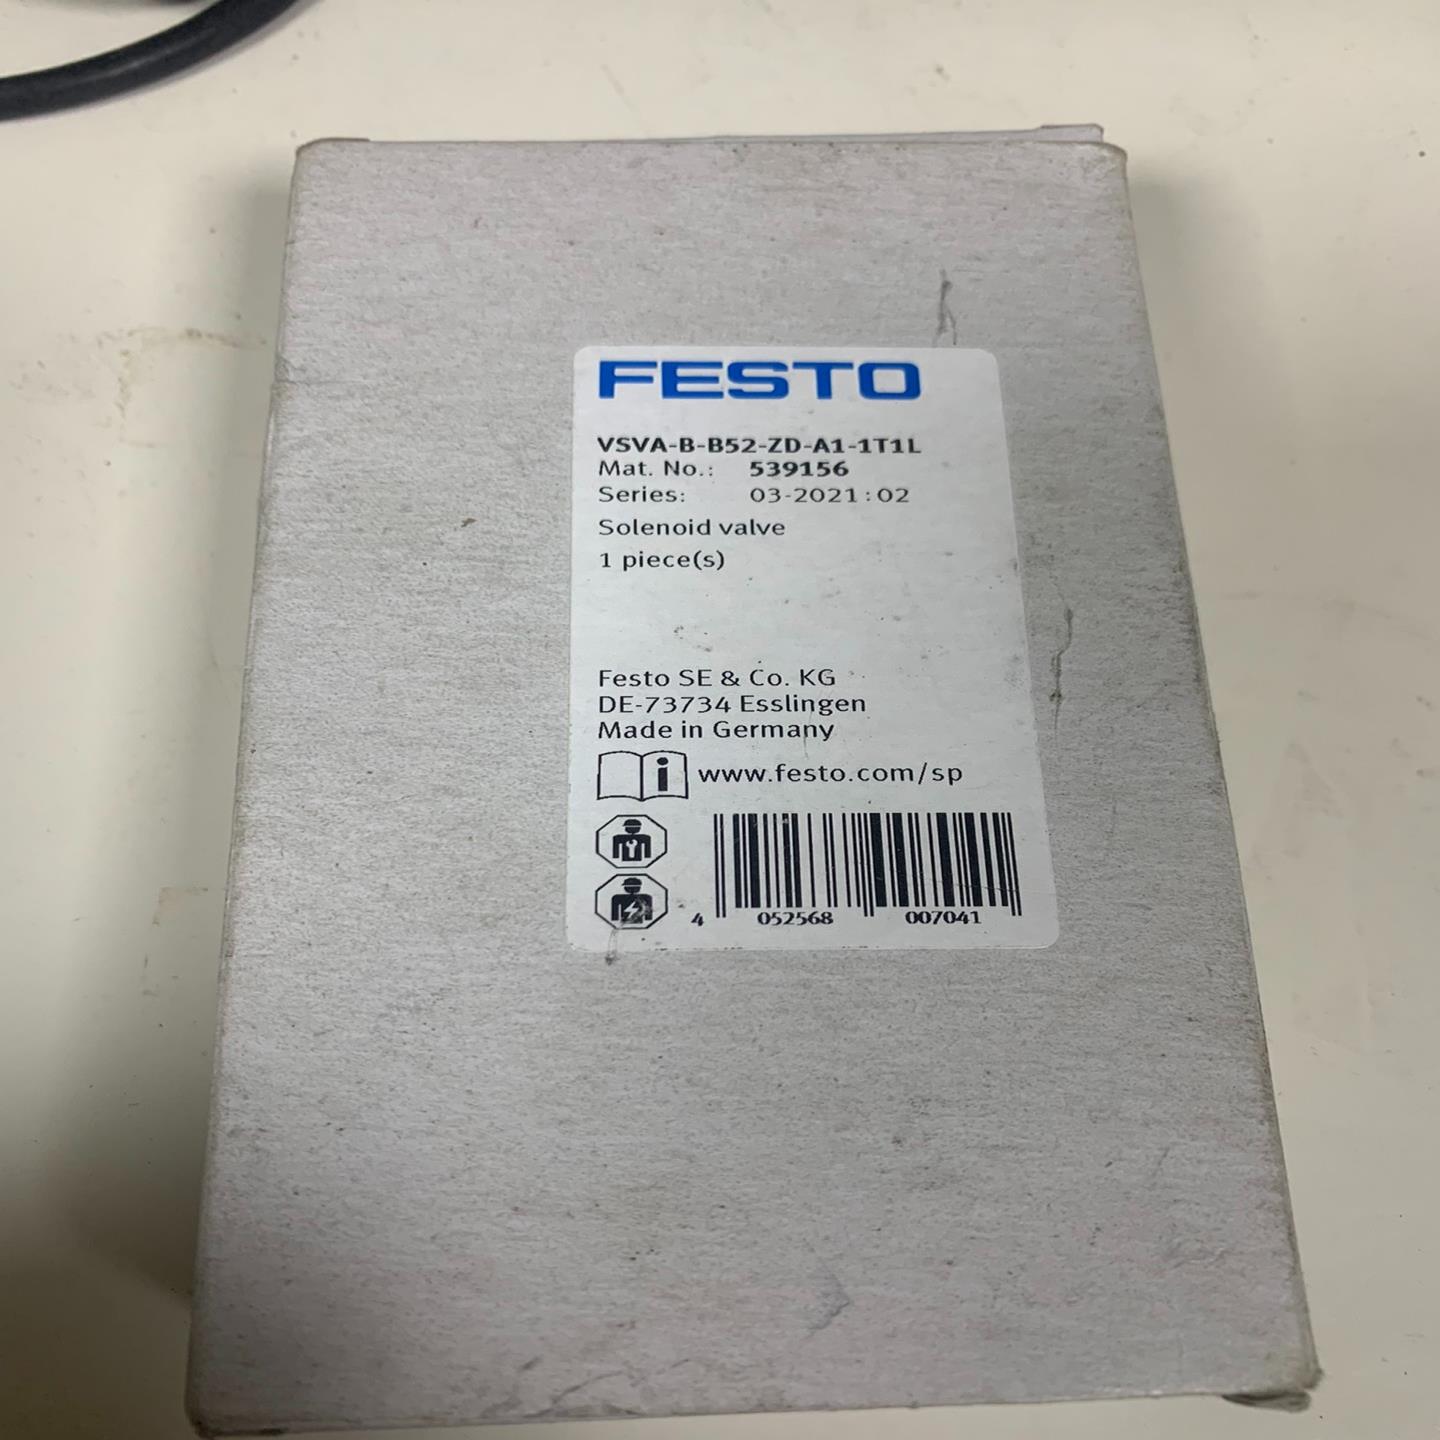 FESTO
VSVA-B-B52-ZD-A1-1T1L
Mat. No.: 539156
Series: 03-2021:02
Solenoid valve
1 piece(s)
Festo SE & Co. KG
DE-73734 Esslingen
Made in Germany
i www.festo.com/sp
4 052568 007041